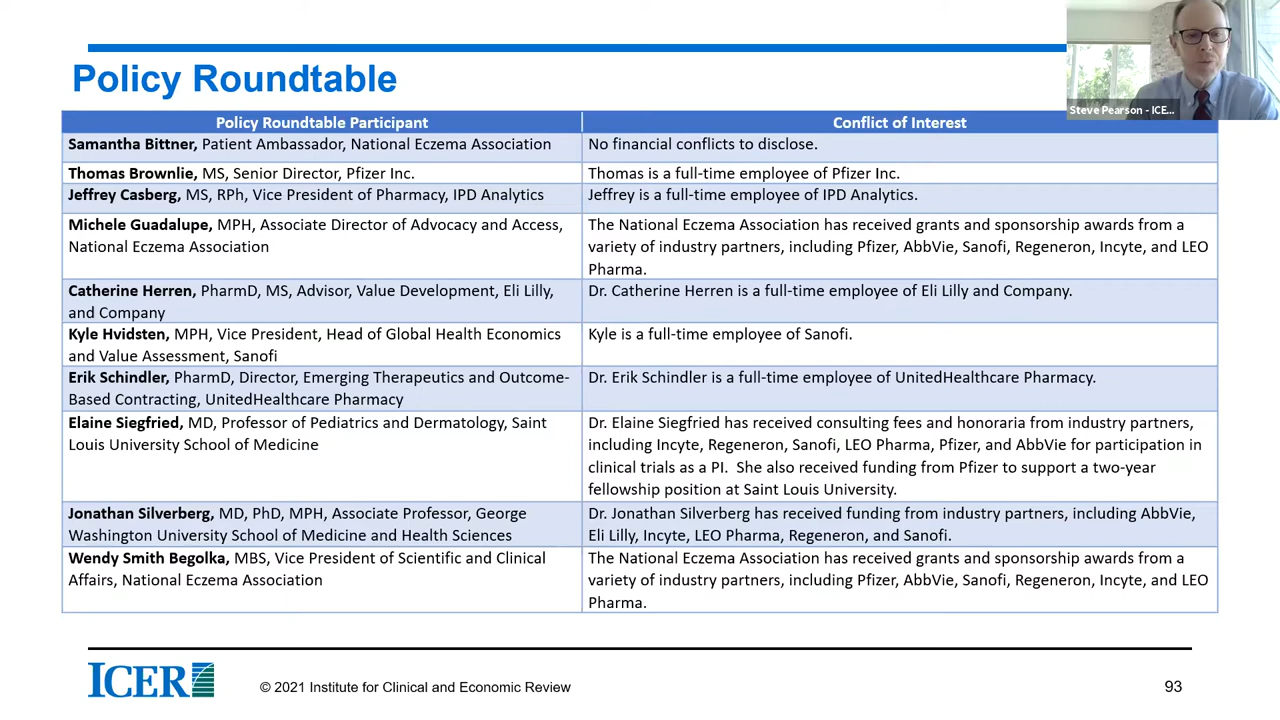 Steve Pearson - ICE...
Policy Roundtable
Policy Roundtable Participant
Conflict of Interest
Samantha Bittner, Patient Ambassador, National Eczema Association
No financial conflicts to disclose.
Thomas Brownlie, MS, Senior Director, Pfizer Inc.
Thomas is a full-time employee of Pfizer Inc.
Jeffrey Casberg, MS, RPh, Vice President of Pharmacy, IPD Analytics
Jeffrey is a full-time employee of IPD Analytics.
Michele Guadalupe, MPH, Associate Director of Advocacy and Access,
National Eczema Association
The National Eczema Association has received grants and sponsorship awards from a
variety of industry partners, including Pfizer, AbbVie, Sanofi, Regeneron, Incyte, and LEO
Pharma.
Catherine Herren, PharmD, MS, Advisor, Value Development, Eli Lilly,
and Company
Dr. Catherine Herren is a full-time employee of Eli Lilly and Company.
Kyle Hvidsten, MPH, Vice President, Head of Global Health Economics
and Value Assessment, Sanofi
Kyle is a full-time employee of Sanofi.
Erik Schindler, PharmD, Director, Emerging Therapeutics and Outcome-
Based Contracting, UnitedHealthcare Pharmacy
Dr. Erik Schindler is a full-time employee of UnitedHealthcare Pharmacy.
Elaine Siegfried, MD, Professor of Pediatrics and Dermatology, Saint
Louis University School of Medicine
Dr. Elaine Siegfried has received consulting fees and honoraria from industry partners,
including Incyte, Regeneron, Sanofi, LEO Pharma, Pfizer, and AbbVie for participation in
clinical trials as a PI. She also received funding from Pfizer to support a two-year
fellowship position at Saint Louis University.
Jonathan Silverberg, MD, PhD, MPH, Associate Professor, George
Washington University School of Medicine and Health Sciences
Dr. Jonathan Silverberg has received funding from industry partners, including AbbVie,
Eli Lilly, Incyte, LEO Pharma, Regeneron, and Sanofi.
Wendy Smith Begolka, MBS, Vice President of Scientific and Clinical
Affairs, National Eczema Association
The National Eczema Association has received grants and sponsorship awards from a
variety of industry partners, including Pfizer, AbbVie, Sanofi, Regeneron, Incyte, and LEO
Pharma.
ICER
© 2021 Institute for Clinical and Economic Review
93